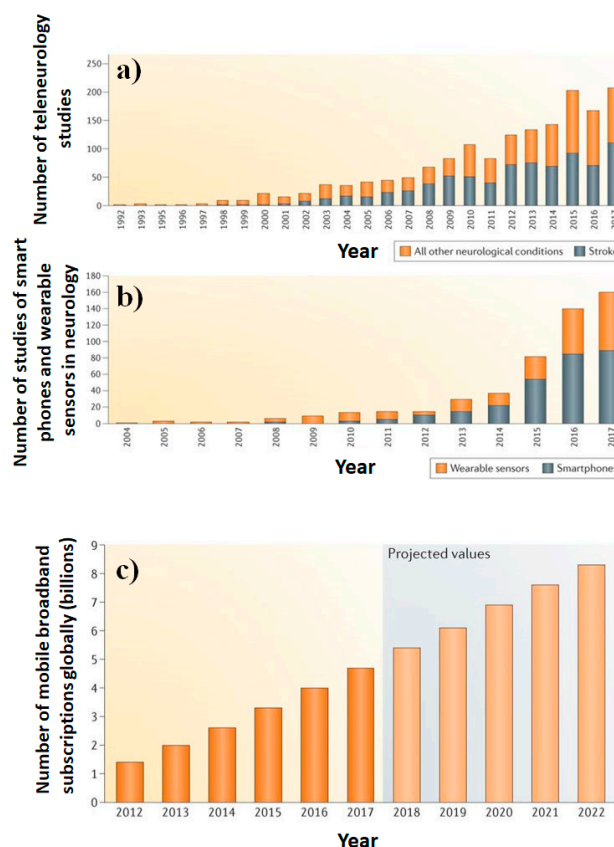 Number of teleneurology
studies
a)
250
200
150
100
50
0
1992 1993 1995 1996 1997 1998 1999 2000 2001 2002 2003 2004 2005 2006 2007 2008 2009 2010 2011 2012 2013 2014 2015 2016 2017
Year
All other neurological conditions Stroke
Number of studies of smart
phones and wearable
sensors in neurology
b)
180
160
140
120
100
80
60
40
20
0
2004 2005 2006 2007 2008 2009 2010 2011 2012 2013 2014 2015 2016 2017
Year
Wearable sensors Smartphones
Number of mobile broadband
subscriptions globally (billions)
c)
Projected values
9
8
7
6
5
4
3
2
1
0
2012 2013 2014 2015 2016 2017 2018 2019 2020 2021 2022
Year